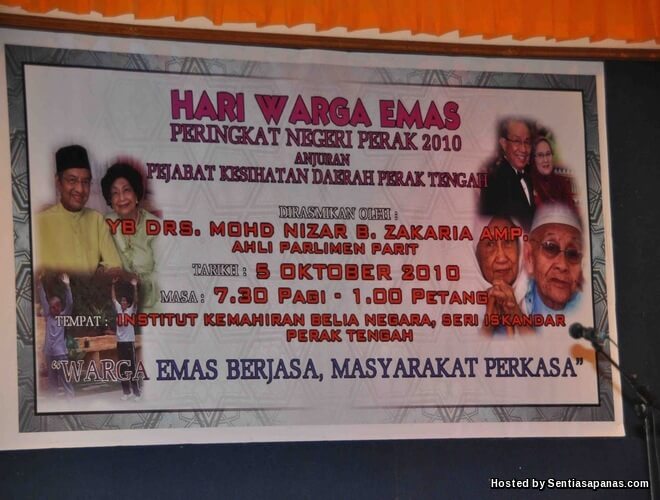 HARI WARGA EMAS
PERINGKAT NEGERI PERAK 2010
ANJURAN
PEJABAT KESIHATAN DAERAH PERAK TENGAH
DIRASMIKAN OLEH :
YB DRS. MOHD NIZAR B. ZAKARIA AMP.
AHLI PARLIMEN PARIT
TARIKH : 5 OKTOBER 2010
MASA : 7.30 PAGI - 1.00 PETANG
TEMPAT : INSTITUT KEMAHIRAN BELIA NEGARA, SERI ISKANDAR
PERAK TENGAH
“WARGA EMAS BERJASA, MASYARAKAT PERKASA”
Hosted by Sentiasapanas.com